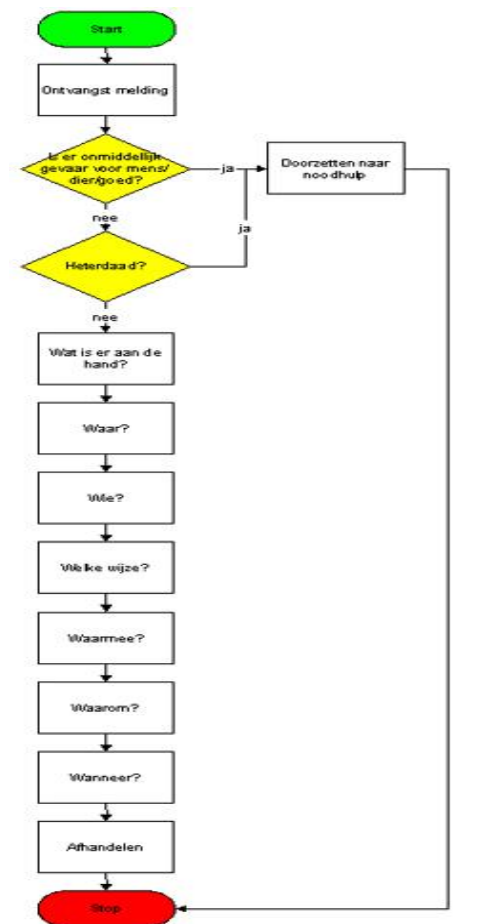 Start
Ontvangst melding
Is er onmiddelijk
gevaar voor mens/
dier/goed?
ja
Doorzetten naar
noodhulp
nee
ja
Heterdaad?
nee
Wat is er aan de
hand?
Waar?
Wie?
Welke wijze?
Waarmee?
Waarom?
Wanneer?
Afhandelen
Stop